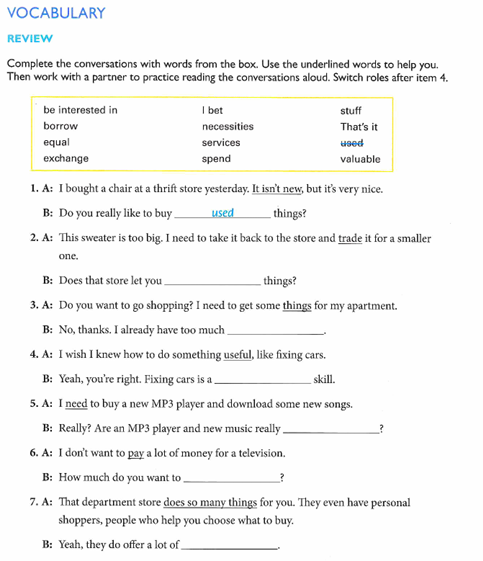 VOCABULARY
REVIEW
Complete the conversations with words from the box. Use the underlined words to help you.
Then work with a partner to practice reading the conversations aloud. Switch roles after item 4.
be interested in I bet stuff
borrow necessities That's it
equal services used
exchange spend valuable
1. A: I bought a chair at a thrift store yesterday. It isn't new, but it's very nice.
B: Do you really like to buy used things?
2. A: This sweater is too big. I need to take it back to the store and trade it for a smaller
one.
B: Does that store let you ____________ things?
3. A: Do you want to go shopping? I need to get some things for my apartment.
B: No, thanks. I already have too much ____________.
4. A: I wish I knew how to do something useful, like fixing cars.
B: Yeah, you're right. Fixing cars is a ____________ skill.
5. A: I need to buy a new MP3 player and download some new songs.
B: Really? Are an MP3 player and new music really ____________?
6. A: I don't want to pay a lot of money for a television.
B: How much do you want to ____________?
7. A: That department store does so many things for you. They even have personal
shoppers, people who help you choose what to buy.
B: Yeah, they do offer a lot of ____________.